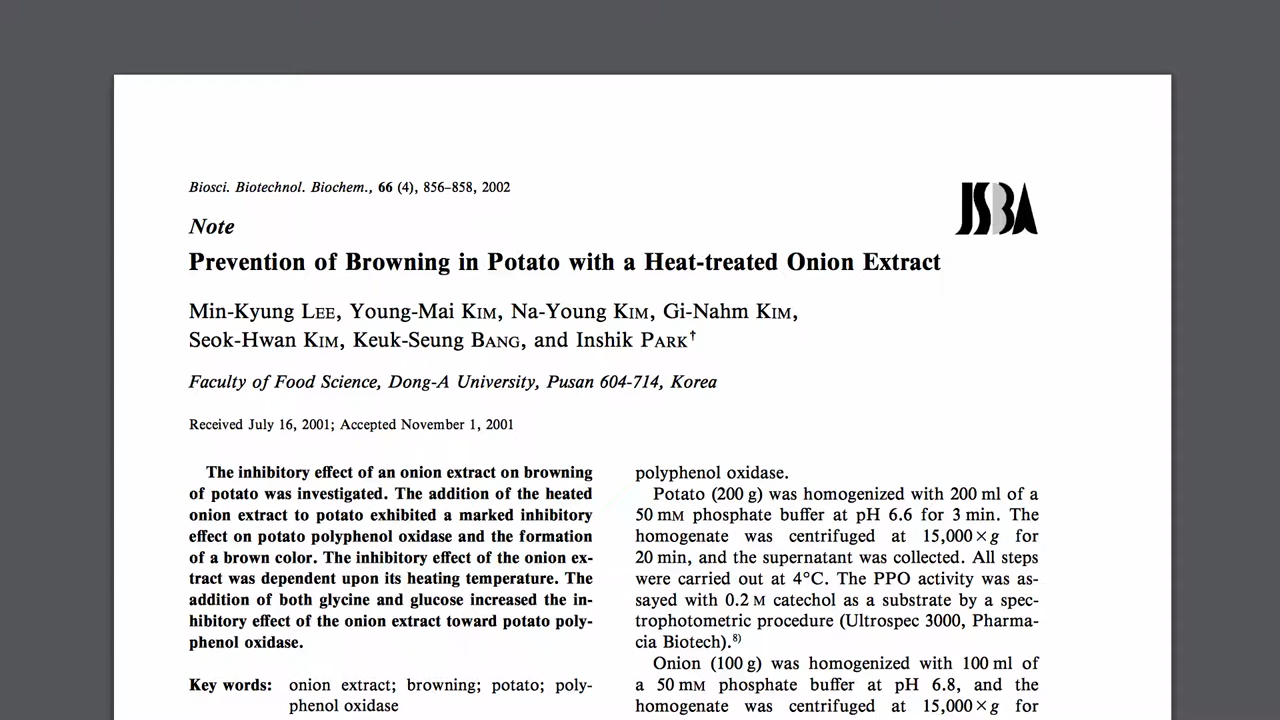 Biosci. Biotechnol. Biochem., 66 (4), 856–858, 2002
JSBA
Note
Prevention of Browning in Potato with a Heat-treated Onion Extract
Min-Kyung LEE, Young-Mai KIM, Na-Young KIM, Gi-Nahm KIM,
Seok-Hwan KIM, Keuk-Seung BANG, and Inshik PARK†
Faculty of Food Science, Dong-A University, Pusan 604-714, Korea
Received July 16, 2001; Accepted November 1, 2001
The inhibitory effect of an onion extract on browning
of potato was investigated. The addition of the heated
onion extract to potato exhibited a marked inhibitory
effect on potato polyphenol oxidase and the formation
of a brown color. The inhibitory effect of the onion ex-
tract was dependent upon its heating temperature. The
addition of both glycine and glucose increased the in-
hibitory effect of the onion extract toward potato poly-
phenol oxidase.
Key words: onion extract; browning; potato; poly-
phenol oxidase
polyphenol oxidase.
Potato (200 g) was homogenized with 200 ml of a
50 mM phosphate buffer at pH 6.6 for 3 min. The
homogenate was centrifuged at 15,000×g for
20 min, and the supernatant was collected. All steps
were carried out at 4°C. The PPO activity was as-
sayed with 0.2 M catechol as a substrate by a spec-
trophotometric procedure (Ultrospec 3000, Pharma-
cia Biotech).8)
Onion (100 g) was homogenized with 100 ml of
a 50 mM phosphate buffer at pH 6.8, and the
homogenate was centrifuged at 15,000×g for